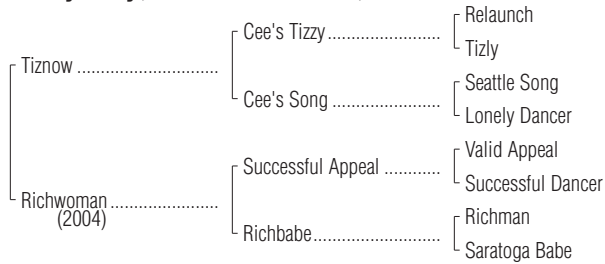 Relaunch
Cee's Tizzy
Tizly
Tiznow
Seattle Song
Cee's Song
Lonely Dancer
Valid Appeal
Successful Appeal
Successful Dancer
Richwoman
(2004)
Richman
Richbabe
Saratoga Babe